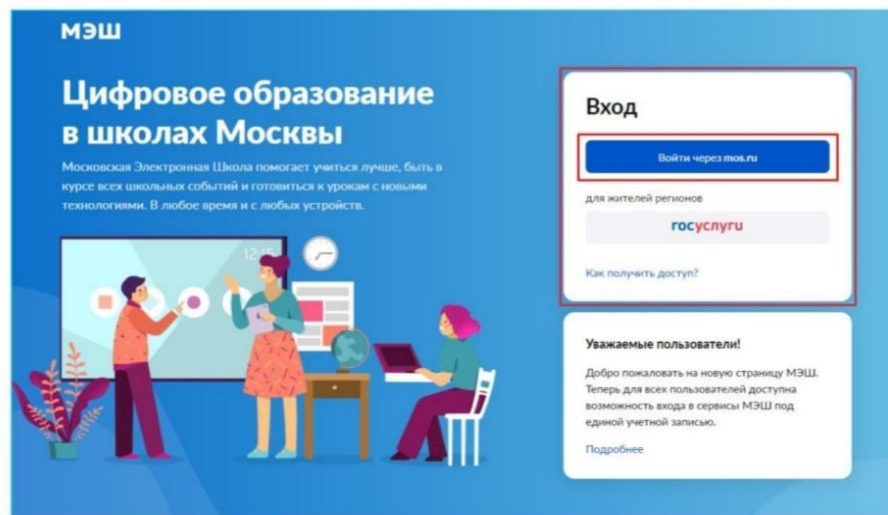 МЭШ
Цифровое образование
в школах Москвы
Московская Электронная Школа помогает учиться лучше, быть в
курсе всех школьных событий и готовиться к урокам с новыми
технологиями. В любое время и с любых устройств.
12:15
Вход
Войти через mos.ru
для жителей регионов
госуслуги
Как получить доступ?
Уважаемые пользователи!
Добро пожаловать на новую страницу МЭШ.
Теперь для всех пользователей доступна
возможность входа в сервисы МЭШ под
единой учетной записью.
Подробнее